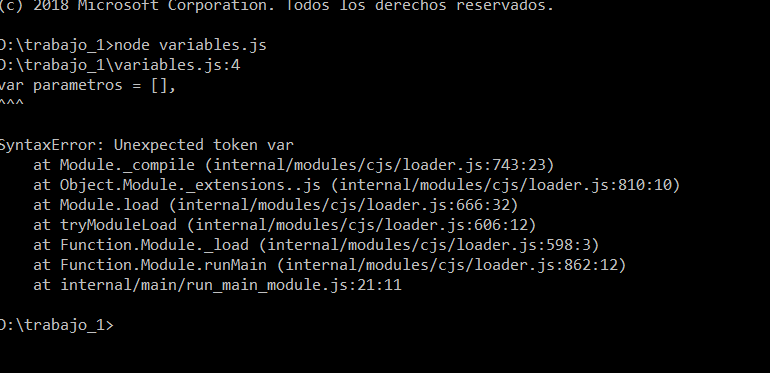 (c) 2018 Microsoft Corporation. Todos los derechos reservados.
D:\trabajo_1>node variables.js
D:\trabajo_1\variables.js:4
var parametros = [],
^^^
SyntaxError: Unexpected token var
at Module._compile (internal/modules/cjs/loader.js:743:23)
at Object.Module._extensions..js (internal/modules/cjs/loader.js:810:10)
at Module.load (internal/modules/cjs/loader.js:666:32)
at tryModuleLoad (internal/modules/cjs/loader.js:606:12)
at Function.Module._load (internal/modules/cjs/loader.js:598:3)
at Function.Module.runMain (internal/modules/cjs/loader.js:862:12)
at internal/main/run_main_module.js:21:11
D:\trabajo_1>